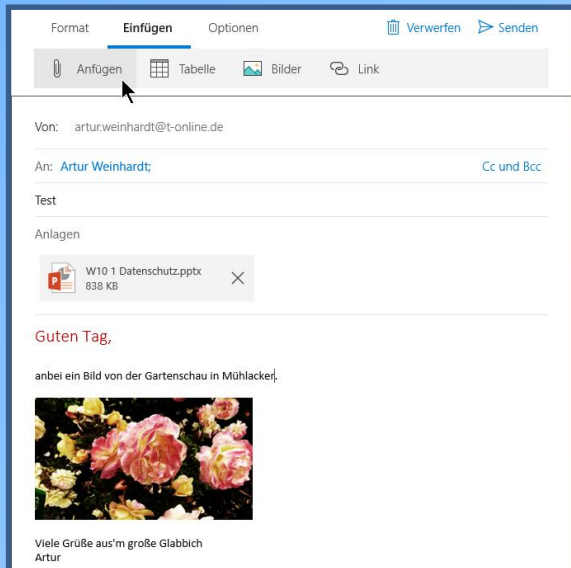 Format Einfügen Optionen Verwerfen Senden
Anfügen Tabelle Bilder Link
Von: artur.weinhardt@t-online.de
An: Artur Weinhardt; Cc und Bcc
Test
Anlagen
W10 1 Datenschutz.pptx
838 KB
Guten Tag,
anbei ein Bild von der Gartenschau in Mühlacker.
Viele Grüße aus'm große Glabbich
Artur